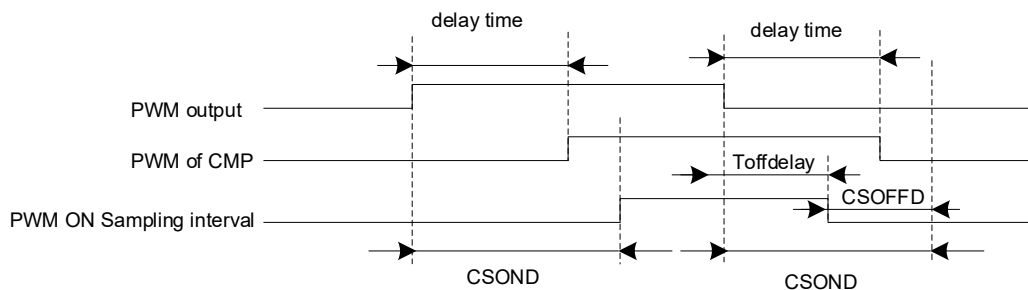 delay time
delay time
PWM output
PWM of CMP
Toffdelay
CSOFFD
PWM ON Sampling interval
CSOND
CSOND